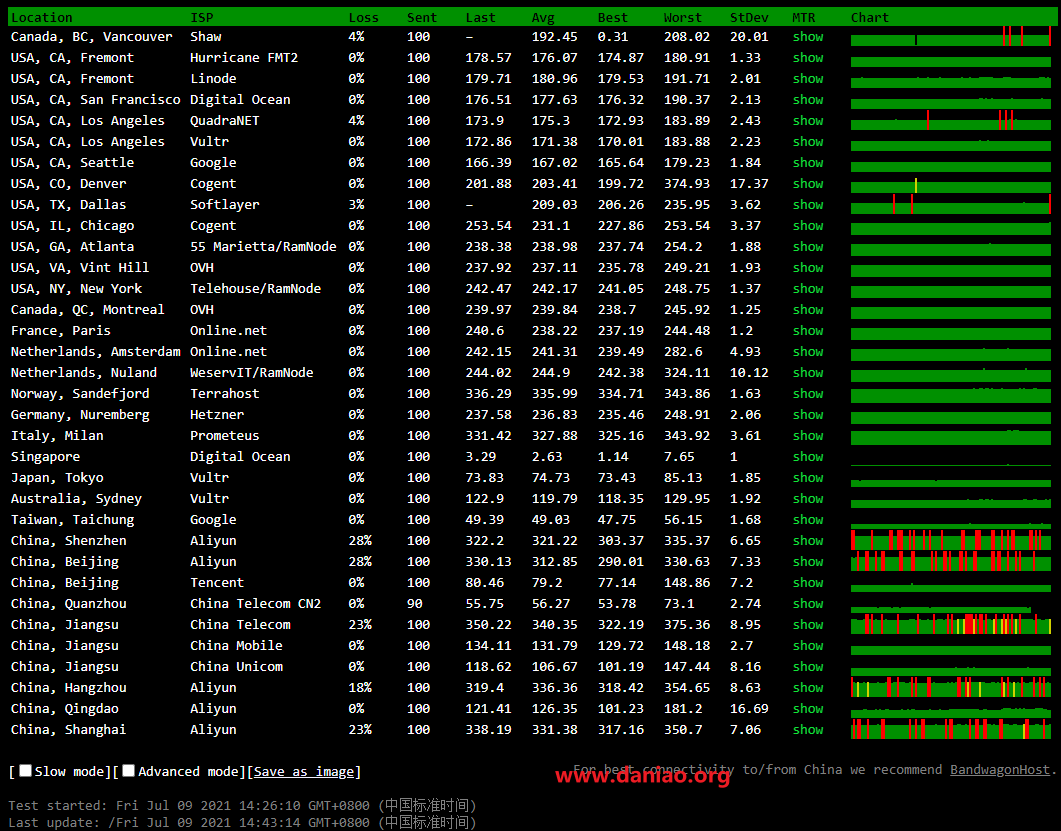 Location ISP Loss Sent Last Avg Best Worst StDev MTR Chart
Canada, BC, Vancouver Shaw 4% 100 – 192.45 0.31 208.02 20.01 show
USA, CA, Fremont Hurricane FMT2 0% 100 178.57 176.07 174.87 180.91 1.33 show
USA, CA, Fremont Linode 0% 100 179.71 180.96 179.53 191.71 2.01 show
USA, CA, San Francisco Digital Ocean 0% 100 176.51 177.63 176.32 190.37 2.13 show
USA, CA, Los Angeles QuadraNET 4% 100 173.9 175.3 172.93 183.89 2.43 show
USA, CA, Los Angeles Vultr 0% 100 172.86 171.38 170.01 183.88 2.23 show
USA, CA, Seattle Google 0% 100 166.39 167.02 165.64 179.23 1.84 show
USA, CO, Denver Cogent 0% 100 201.88 203.41 199.72 374.93 17.37 show
USA, TX, Dallas Softlayer 3% 100 – 209.03 206.26 235.95 3.62 show
USA, IL, Chicago Cogent 0% 100 253.54 231.1 227.86 253.54 3.37 show
USA, GA, Atlanta 55 Marietta/RamNode 0% 100 238.38 238.98 237.74 254.2 1.88 show
USA, VA, Vint Hill OVH 0% 100 237.92 237.11 235.78 249.21 1.93 show
USA, NY, New York Telehouse/RamNode 0% 100 242.47 242.17 241.05 248.75 1.37 show
Canada, QC, Montreal OVH 0% 100 239.97 239.84 238.7 245.92 1.25 show
France, Paris Online.net 0% 100 240.6 238.22 237.19 244.48 1.2 show
Netherlands, Amsterdam Online.net 0% 100 242.15 241.31 239.49 282.6 4.93 show
Netherlands, Nuland WeservIT/RamNode 0% 100 244.02 244.9 242.38 324.11 10.12 show
Norway, Sandefjord Terrahost 0% 100 336.29 335.99 334.71 343.86 1.63 show
Germany, Nuremberg Hetzner 0% 100 237.58 236.83 235.46 248.91 2.06 show
Italy, Milan Prometeus 0% 100 331.42 327.88 325.16 343.92 3.61 show
Singapore Digital Ocean 0% 100 3.29 2.63 1.14 7.65 1 show
Japan, Tokyo Vultr 0% 100 73.83 74.73 73.43 85.13 1.85 show
Australia, Sydney Vultr 0% 100 122.9 119.79 118.35 129.95 1.92 show
Taiwan, Taichung Google 0% 100 49.39 49.03 47.75 56.15 1.68 show
China, Shenzhen Aliyun 28% 100 322.2 321.22 303.37 335.37 6.65 show
China, Beijing Aliyun 28% 100 330.13 312.85 290.01 330.63 7.33 show
China, Beijing Tencent 0% 100 80.46 79.2 77.14 148.86 7.2 show
China, Quanzhou China Telecom CN2 0% 90 55.75 56.27 53.78 73.1 2.74 show
China, Jiangsu China Telecom 23% 100 350.22 340.35 322.19 375.36 8.95 show
China, Jiangsu China Mobile 0% 100 134.11 131.79 129.72 148.18 2.7 show
China, Jiangsu China Unicom 0% 100 118.62 106.67 101.19 147.44 8.16 show
China, Hangzhou Aliyun 18% 100 319.4 336.36 318.42 354.65 8.63 show
China, Qingdao Aliyun 0% 100 121.41 126.35 101.23 181.2 16.69 show
China, Shanghai Aliyun 23% 100 338.19 331.38 317.16 350.7 7.06 show
[ Slow mode][ Advanced mode][Save as image] For best connectivity to/from China we recommend BandwagonHost.
www.daniao.org
Test started: Fri Jul 09 2021 14:26:10 GMT+0800 (中国标准时间)
Last update: /Fri Jul 09 2021 14:43:14 GMT+0800 (中国标准时间)